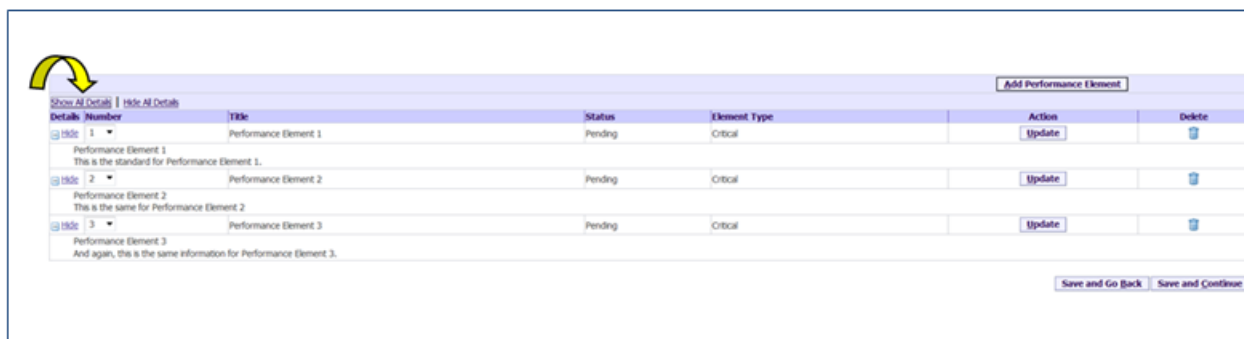 Add Performance Element
Show All Details | Hide All Details
Details Number Title Status Element Type Action Delete
Hide 1 Performance Element 1 Pending Critical Update
Performance Element 1
This is the standard for Performance Element 1.
Hide 2 Performance Element 2 Pending Critical Update
Performance Element 2
This is the same for Performance Element 2
Hide 3 Performance Element 3 Pending Critical Update
Performance Element 3
And again, this is the same information for Performance Element 3.
Save and Go Back Save and Continue